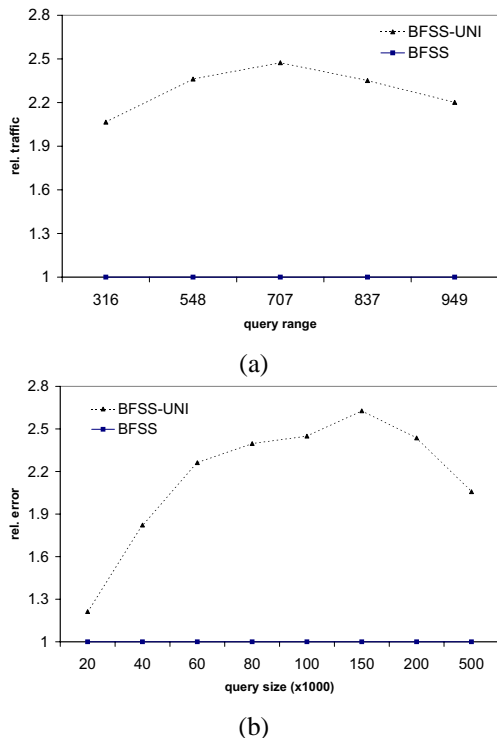 2.8
2.5
2.2
1.9
1.6
1.3
1
rel. traffic
BFSS-UNI
BFSS
316 548 707 837 949
query range
(a)
2.8
2.5
2.2
1.9
1.6
1.3
1
rel. error
BFSS-UNI
BFSS
20 40 60 80 100 150 200 500
query size (x1000)
(b)